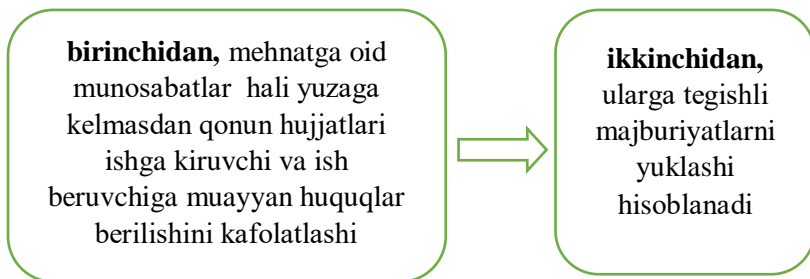 birinchidan, mehnatga oid
munosabatlar hali yuzaga
kelmasdan qonun hujjatlari
ishga kiruvchi va ish
beruvchiga muayyan huquqlar
berilishini kafolatlashi
ikkinchidan,
ularga tegishli
majburiyatlarni
yuklashi
hisoblanadi